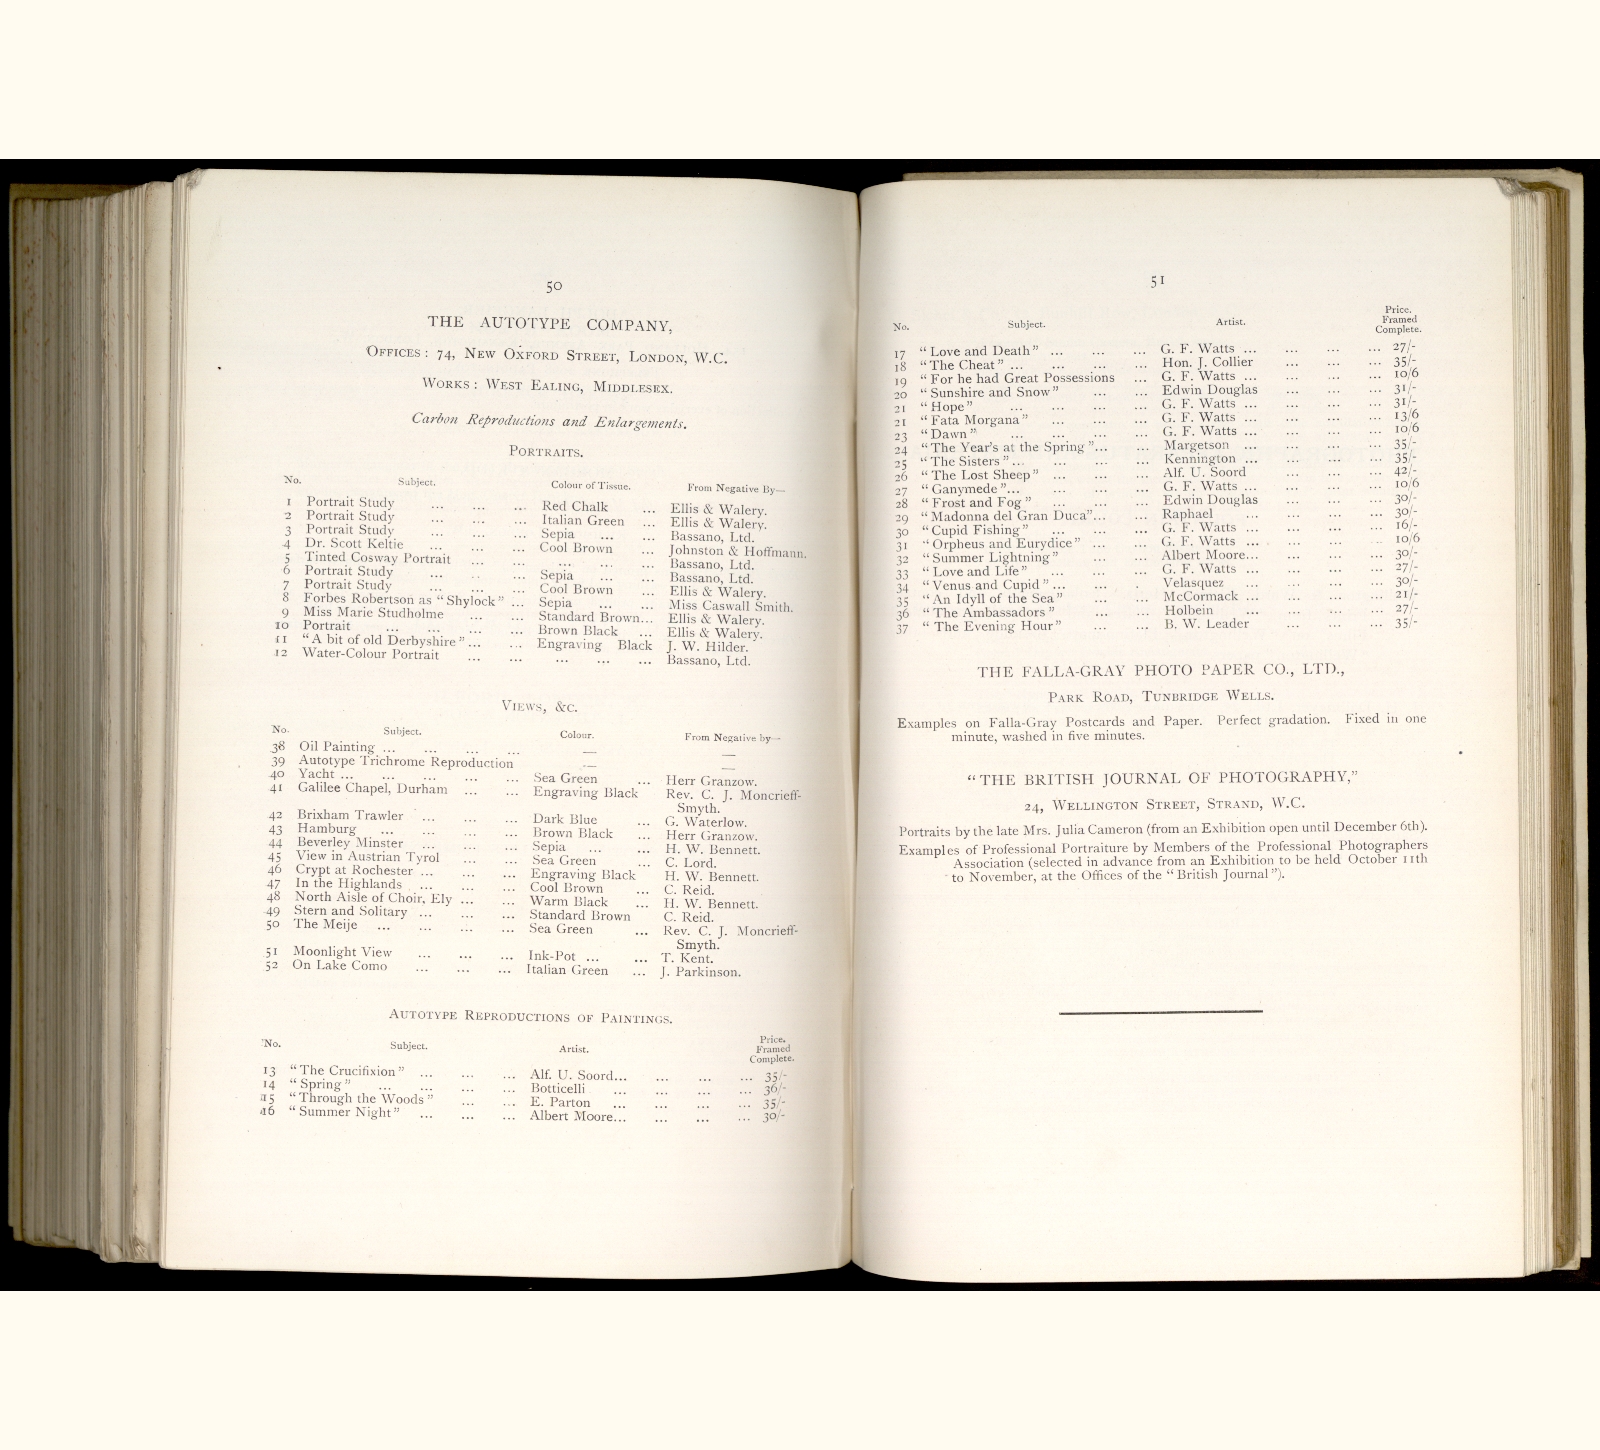 50
THE AUTOTYPE COMPANY,
OFFICES: 74, NEW OXFORD STREET, LONDON, W.C.
WORKS: WEST EALING, MIDDLESEX.
Carbon Reproductions and Enlargements.
PORTRAITS.
No. Subject. Colour of Tissue. From Negative By—
1 Portrait Study ... ... ... Red Chalk ... Ellis & Walery.
2 Portrait Study ... ... ... Italian Green ... Ellis & Walery.
3 Portrait Study ... ... ... Sepia ... ... Bassano, Ltd.
4 Dr. Scott Keltie ... ... ... Cool Brown ... Johnston & Hoffmann.
5 Tinted Cosway Portrait ... ... ... ... ... Bassano, Ltd.
6 Portrait Study ... ... ... Sepia ... ... Bassano, Ltd.
7 Portrait Study ... ... ... Cool Brown ... Ellis & Walery.
8 Forbes Robertson as “Shylock” ... Sepia ... ... Miss Caswall Smith.
9 Miss Marie Studholme ... ... Standard Brown... Ellis & Walery.
10 Portrait ... ... ... ... Brown Black ... Ellis & Walery.
11 “A bit of old Derbyshire”... ... Engraving Black J. W. Hilder.
12 Water-Colour Portrait ... ... ... ... ... Bassano, Ltd.
VIEWS, &c.
No. Subject. Colour. From Negative by—
38 Oil Painting ... ... ... ... — —
39 Autotype Trichrome Reproduction — —
40 Yacht ... ... ... ... ... Sea Green ... Herr Granzow.
41 Galilee Chapel, Durham ... ... Engraving Black Rev. C. J. Moncrieff-
Smyth.
42 Brixham Trawler ... ... ... Dark Blue ... G. Waterlow.
43 Hamburg ... ... ... ... Brown Black ... Herr Granzow.
44 Beverley Minster ... ... ... Sepia ... ... H. W. Bennett.
45 View in Austrian Tyrol ... ... Sea Green ... C. Lord.
46 Crypt at Rochester ... ... ... Engraving Black H. W. Bennett.
47 In the Highlands ... ... ... Cool Brown ... C. Reid.
48 North Aisle of Choir, Ely ... ... Warm Black ... H. W. Bennett.
49 Stern and Solitary ... ... ... Standard Brown C. Reid.
50 The Meije ... ... ... ... Sea Green ... Rev. C. J. Moncrieff-
Smyth.
51 Moonlight View ... ... ... Ink-Pot ... ... T. Kent.
52 On Lake Como ... ... ... Italian Green ... J. Parkinson.
AUTOTYPE REPRODUCTIONS OF PAINTINGS.
No. Subject. Artist. Price. Framed Complete.
13 “The Crucifixion” ... ... ... Alf. U. Soord... ... ... ... 35/-
14 “Spring” ... ... ... ... Botticelli ... ... ... ... 36/-
15 “Through the Woods” ... ... E. Parton ... ... ... ... 35/-
16 “Summer Night” ... ... ... Albert Moore... ... ... ... 30/-
51
No. Subject. Artist. Price. Framed Complete.
17 “Love and Death” ... ... ... G. F. Watts ... ... ... ... 27/-
18 “The Cheat” ... ... ... ... Hon. J. Collier ... ... ... 35/-
19 “For he had Great Possessions ... G. F. Watts ... ... ... ... 10/6
20 “Sunshire and Snow” ... ... Edwin Douglas ... ... ... 31/-
21 “Hope” ... ... ... ... G. F. Watts ... ... ... ... 31/-
21 “Fata Morgana” ... ... ... G. F. Watts ... ... ... ... 13/6
23 “Dawn” ... ... ... ... G. F. Watts ... ... ... ... 10/6
24 “The Year's at the Spring”... ... Margetson ... ... ... ... 35/-
25 “The Sisters”... ... ... ... Kennington ... ... ... ... 35/-
26 “The Lost Sheep” ... ... ... Alf. U. Soord ... ... ... 42/-
27 “Ganymede”... ... ... ... G. F. Watts ... ... ... ... 10/6
28 “Frost and Fog” ... ... ... Edwin Douglas ... ... ... 30/-
29 “Madonna del Gran Duca”... ... Raphael ... ... ... ... 30/-
30 “Cupid Fishing” ... ... ... G. F. Watts ... ... ... ... 16/-
31 “Orpheus and Eurydice” ... ... G. F. Watts ... ... ... ... 10/6
32 “Summer Lightning” ... ... Albert Moore... ... ... ... 30/-
33 “Love and Life” ... ... ... G. F. Watts ... ... ... ... 27/-
34 “Venus and Cupid”... ... . Velasquez ... ... ... ... 30/-
35 “An Idyll of the Sea” ... ... McCormack ... ... ... ... 21/-
36 “The Ambassadors” ... ... Holbein ... ... ... ... 27/-
37 “The Evening Hour” ... ... B. W. Leader ... ... ... 35/-
THE FALLA-GRAY PHOTO PAPER CO., LTD.,
PARK ROAD, TUNBRIDGE WELLS.
Examples on Falla-Gray Postcards and Paper. Perfect gradation. Fixed in one
minute, washed in five minutes.
“THE BRITISH JOURNAL OF PHOTOGRAPHY,”
24, WELLINGTON STREET, STRAND, W.C.
Portraits by the late Mrs. Julia Cameron (from an Exhibition open until December 6th).
Examples of Professional Portraiture by Members of the Professional Photographers
Association (selected in advance from an Exhibition to be held October 11th
to November, at the Offices of the “British Journal”).